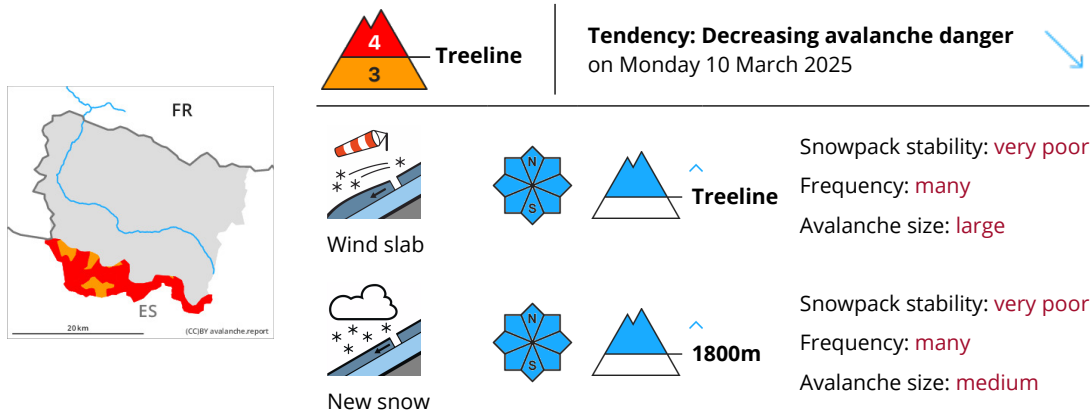 4
3
Treeline
Tendency: Decreasing avalanche danger
on Monday 10 March 2025
FR
ES
20 km
(CC)BY avalanche.report
N
S
Treeline
Wind slab
Snowpack stability: very poor
Frequency: many
Avalanche size: large
N
S
1800m
New snow
Snowpack stability: very poor
Frequency: many
Avalanche size: medium